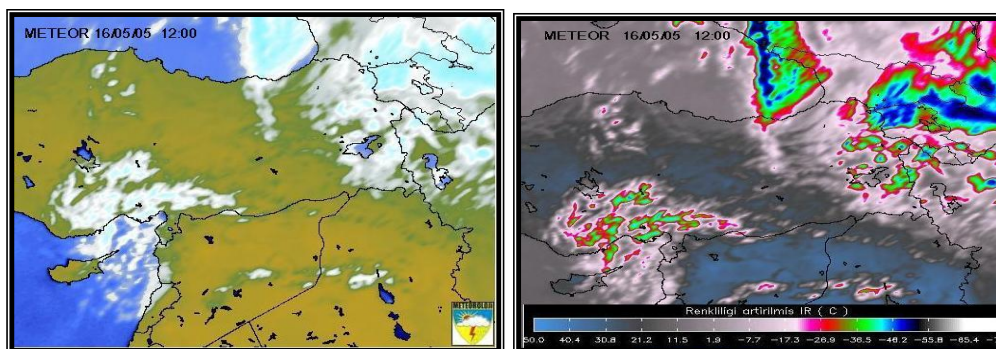 METEOR 16/05/05 12:00
METEOROLOJİ
METEOR 16/05/05 12:00
Renkliligi artirilmis IR ( C )
50.0 40.4 30.8 21.2 11.5 1.9 -7.7 -17.3 -26.9 -36.5 -46.2 -55.8 -65.4